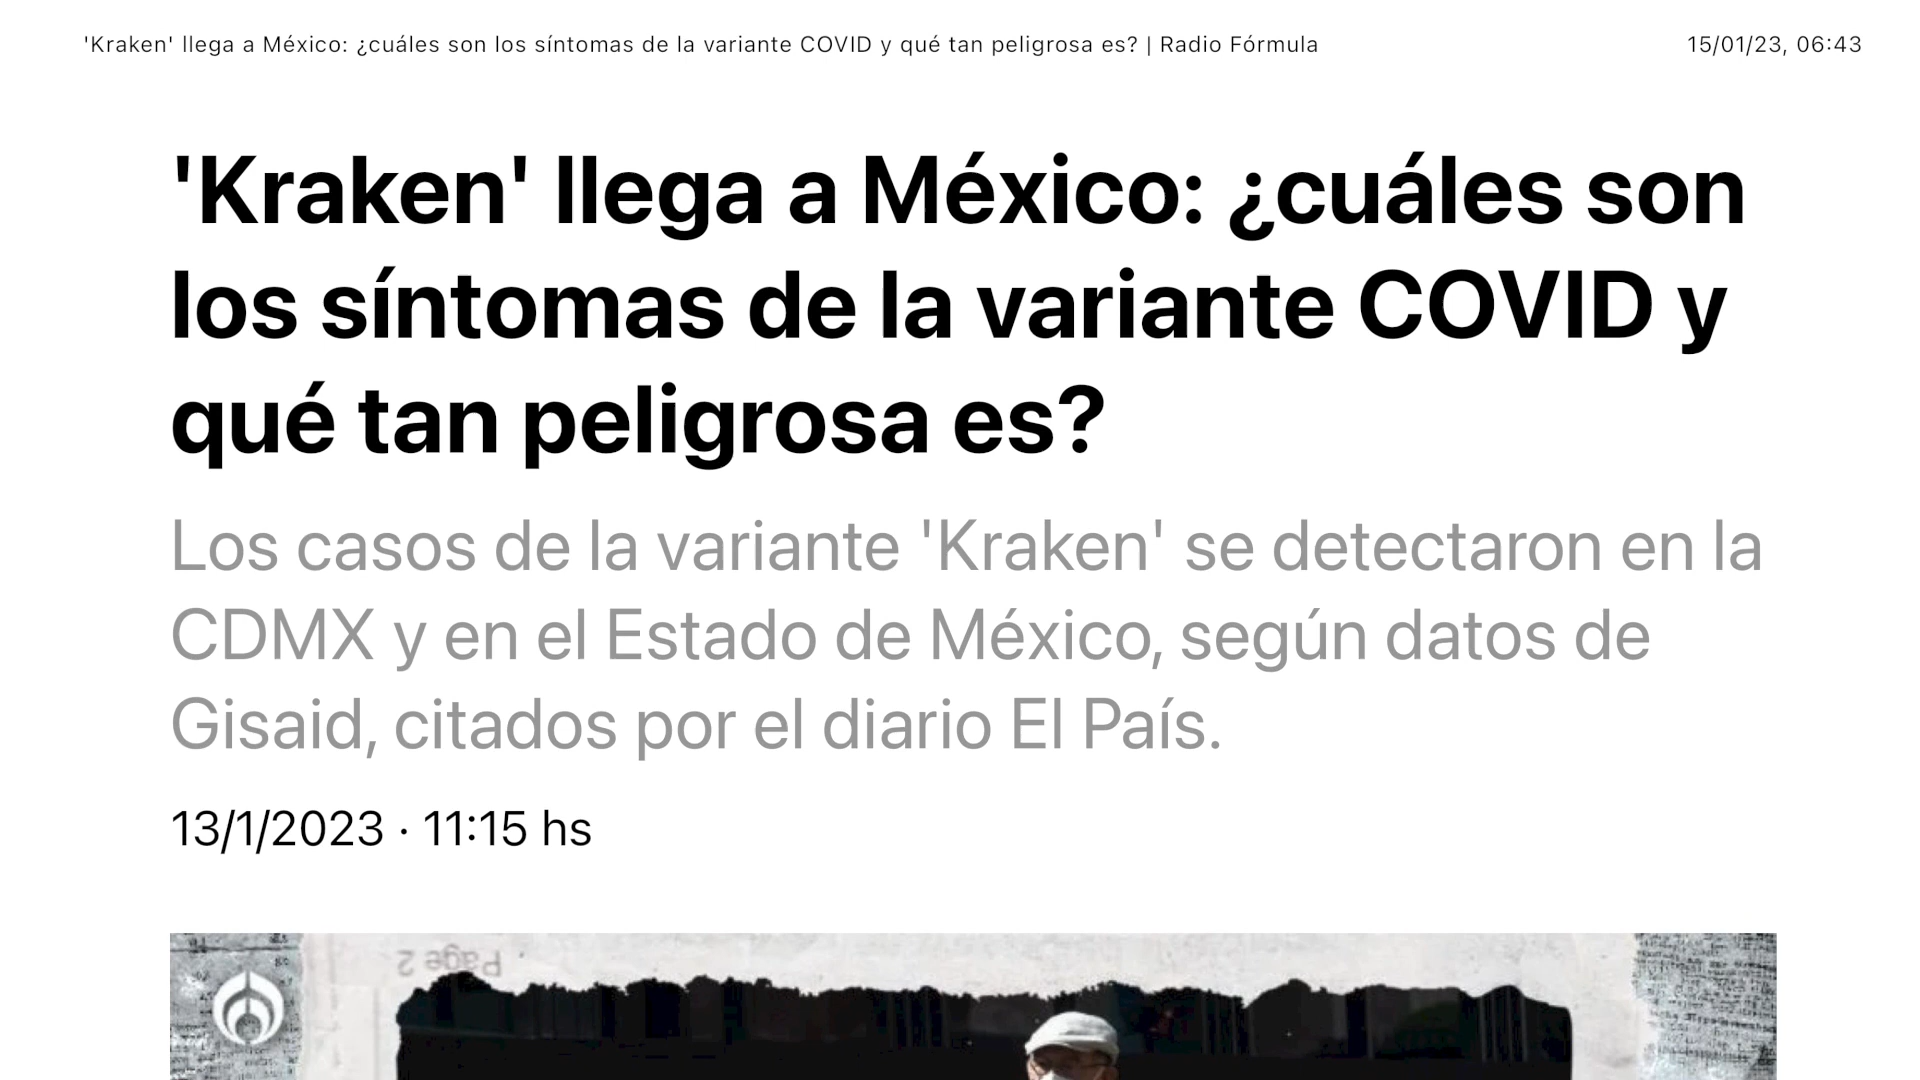 'Kraken' llega a México: ¿cuáles son los síntomas de la variante COVID y qué tan peligrosa es? | Radio Fórmula
15/01/23, 06:43
'Kraken' llega a México: ¿cuáles son
los síntomas de la variante COVID y
qué tan peligrosa es?
Los casos de la variante 'Kraken' se detectaron en la
CDMX y en el Estado de México, según datos de
Gisaid, citados por el diario El País.
13/1/2023 · 11:15 hs
Page 2